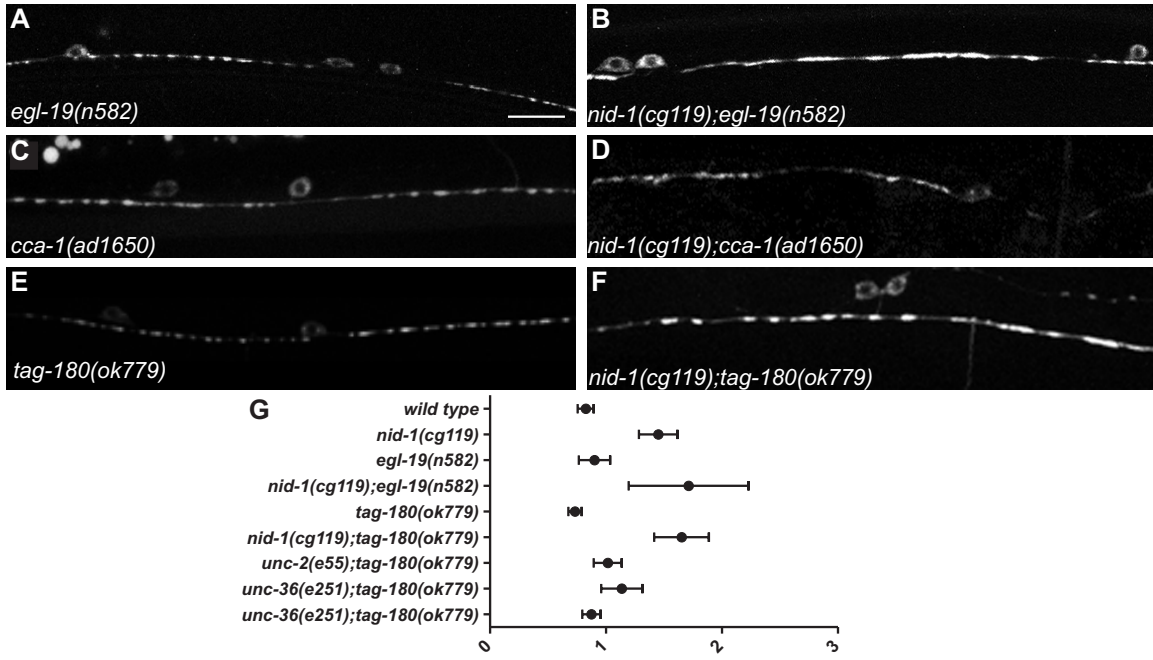 A
egl-19(n582)
B
nid-1(cg119);egl-19(n582)
C
cca-1(ad1650)
D
nid-1(cg119);cca-1(ad1650)
E
tag-180(ok779)
F
nid-1(cg119);tag-180(ok779)
G
wild type
nid-1(cg119)
egl-19(n582)
nid-1(cg119);egl-19(n582)
tag-180(ok779)
nid-1(cg119);tag-180(ok779)
unc-2(e55);tag-180(ok779)
unc-36(e251);tag-180(ok779)
unc-36(e251);tag-180(ok779)
0 1 2 3